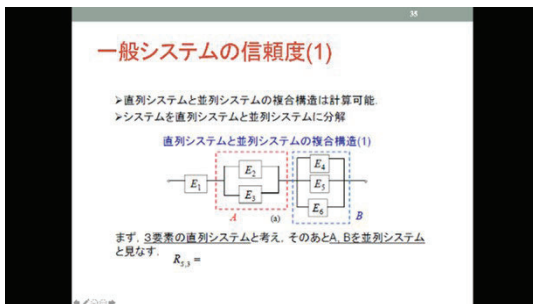 35
一般システムの信頼度(1)
➢直列システムと並列システムの複合構造は計算可能.
➢システムを直列システムと並列システムに分解
直列システムと並列システムの複合構造(1)
E1
E2
E3
E4
E5
E6
A
(a)
B
まず, 3要素の直列システムと考え, そのあとA, Bを並列システム
と見なす.
RS,3 =